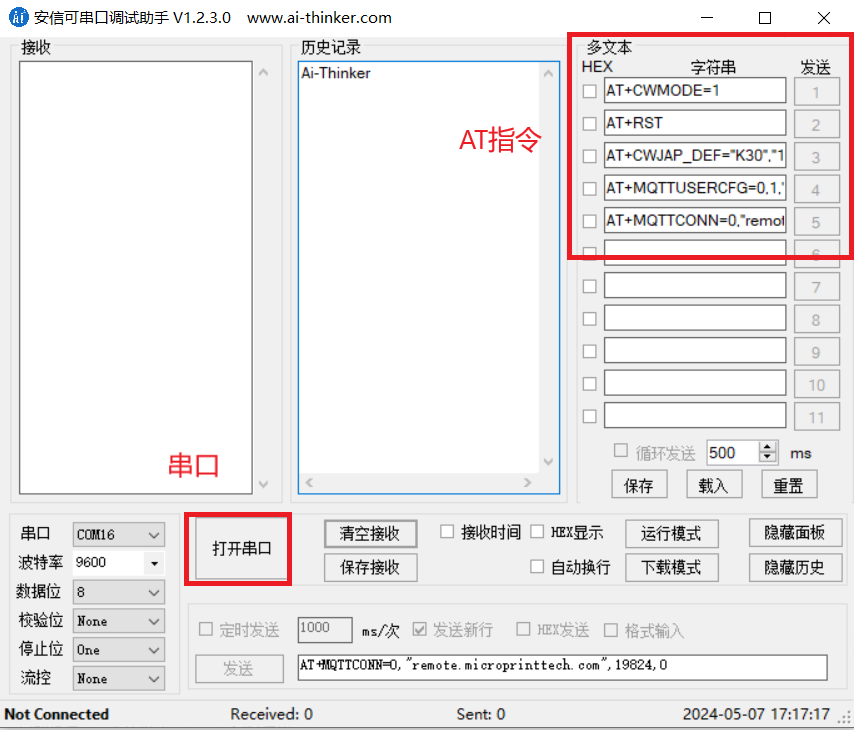 安信可串口调试助手 V1.2.3.0 www.ai-thinker.com
接收
历史记录
多文本
HEX 字符串 发送
Ai-Thinker
AT指令
AT+CWMODE=1 1
AT+RST 2
AT+CWJAP_DEF="K30","1 3
AT+MQTTUSERCFG=0,1," 4
AT+MQTTCONN=0,"remot 5
6
7
8
9
10
11
串口
循环发送 500 ms
保存 载入 重置
串口 COM16
波特率 9600
数据位 8
校验位 None
停止位 One
流控 None
打开串口
清空接收 接收时间 HEX显示 运行模式 隐藏面板
保存接收 自动换行 下载模式 隐藏历史
定时发送 1000 ms/次 发送新行 HEX发送 格式输入
发送 AT+MQTTCONN=0,"remote.microprinttech.com",19824,0
Not Connected Received: 0 Sent: 0 2024-05-07 17:17:17